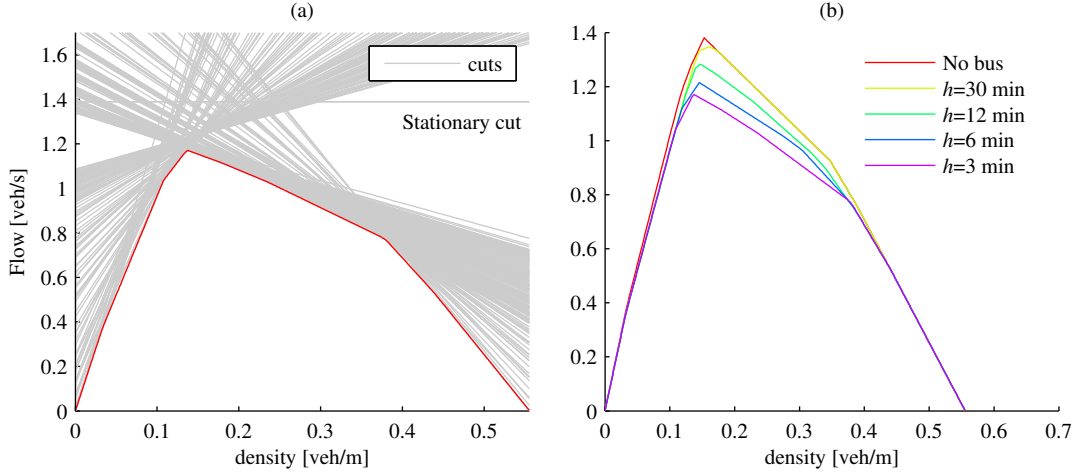 (a)
1.6
1.4
1.2
1
0.8
0.6
0.4
0.2
0
Flow [veh/s]
cuts
Stationary cut
0 0.1 0.2 0.3 0.4 0.5
density [veh/m]
(b)
1.4
1.2
1
0.8
0.6
0.4
0.2
0
No bus
h=30 min
h=12 min
h=6 min
h=3 min
0 0.1 0.2 0.3 0.4 0.5 0.6 0.7
density [veh/m]